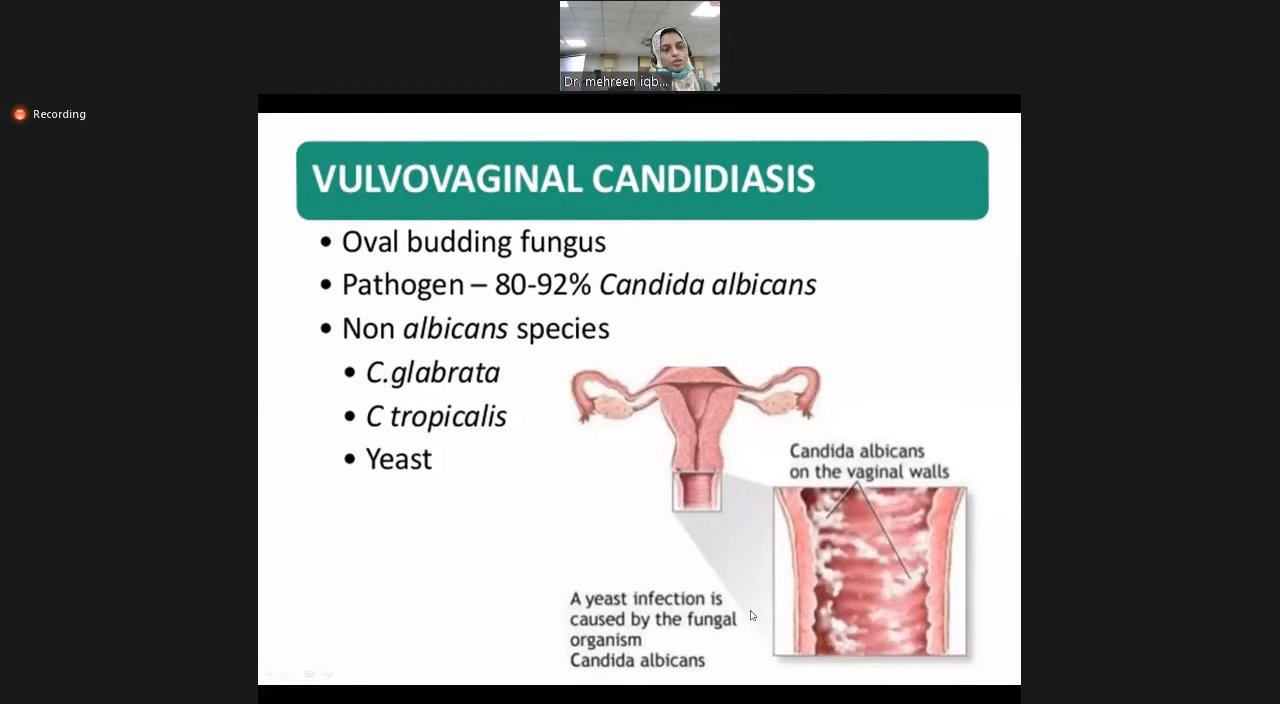 Dr. mehreen iqb...
Recording
VULVOVAGINAL CANDIDIASIS
• Oval budding fungus
• Pathogen – 80-92% Candida albicans
• Non albicans species
• C.glabrata
• C tropicalis
• Yeast
Candida albicans
on the vaginal walls
A yeast infection is
caused by the fungal
organism
Candida albicans